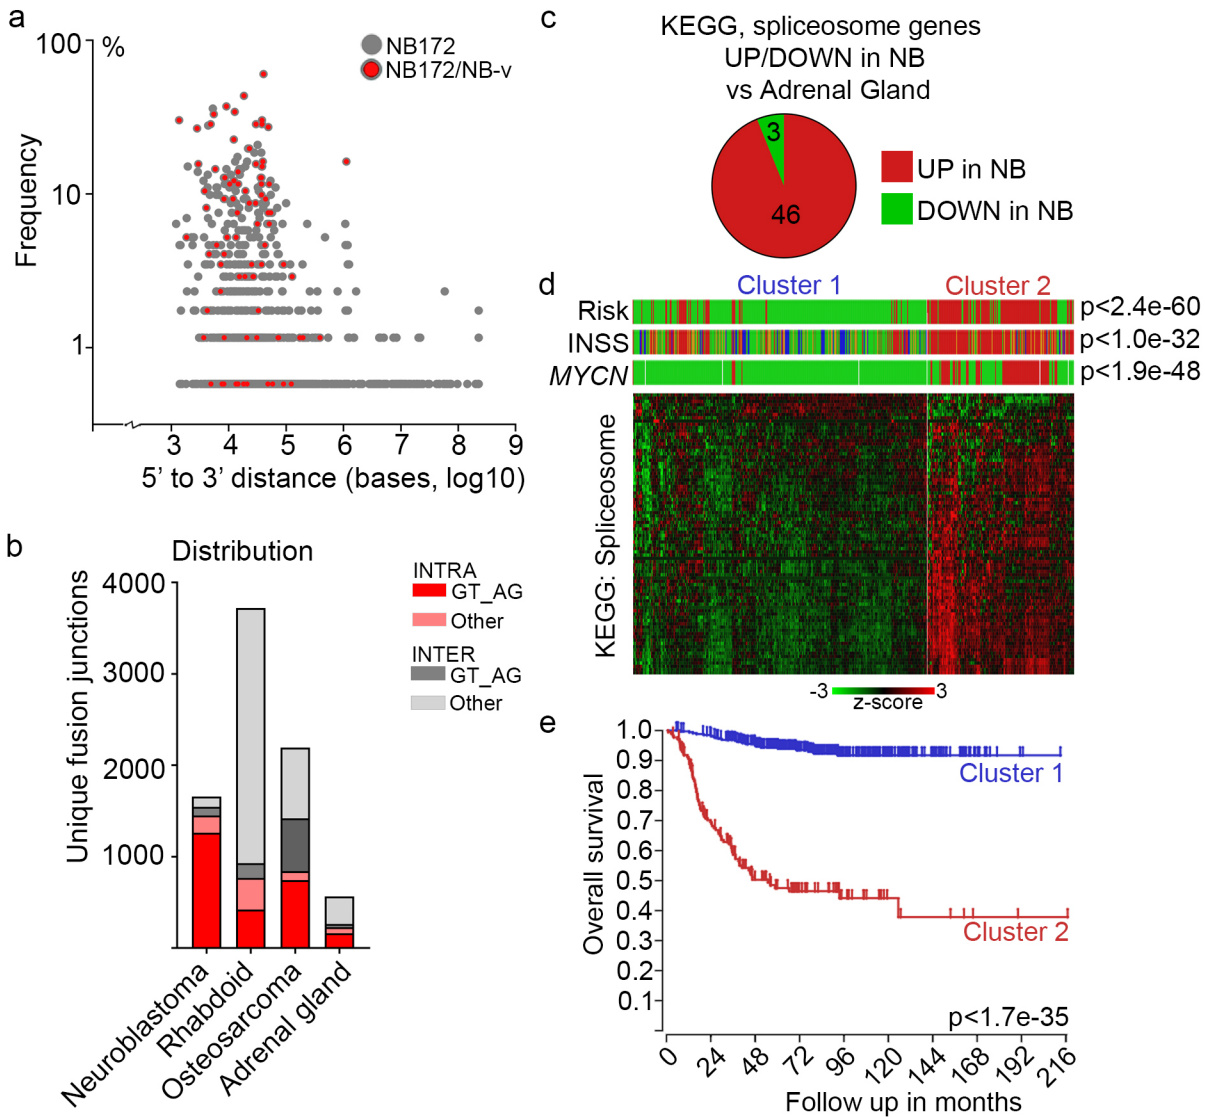 a
100
%
NB172
NB172/NB-v
Frequency
10
1
3 4 5 6 7 8 9
5’ to 3’ distance (bases, log10)
b
Distribution
Unique fusion junctions
4000
3000
2000
1000
INTRA
GT_AG
Other
INTER
GT_AG
Other
Neuroblastoma
Rhabdoid
Osteosarcoma
Adrenal gland
c
KEGG, spliceosome genes
UP/DOWN in NB
vs Adrenal Gland
3
46
UP in NB
DOWN in NB
d
Cluster 1
Cluster 2
Risk
p<2.4e-60
INSS
p<1.0e-32
MYCN
p<1.9e-48
KEGG: Spliceosome
-3
3
z-score
e
Overall survival
1.0
0.9
0.8
0.7
0.6
0.5
0.4
0.3
0.2
0.1
Cluster 1
Cluster 2
p<1.7e-35
0 24 48 72 96 120 144 168 192 216
Follow up in months